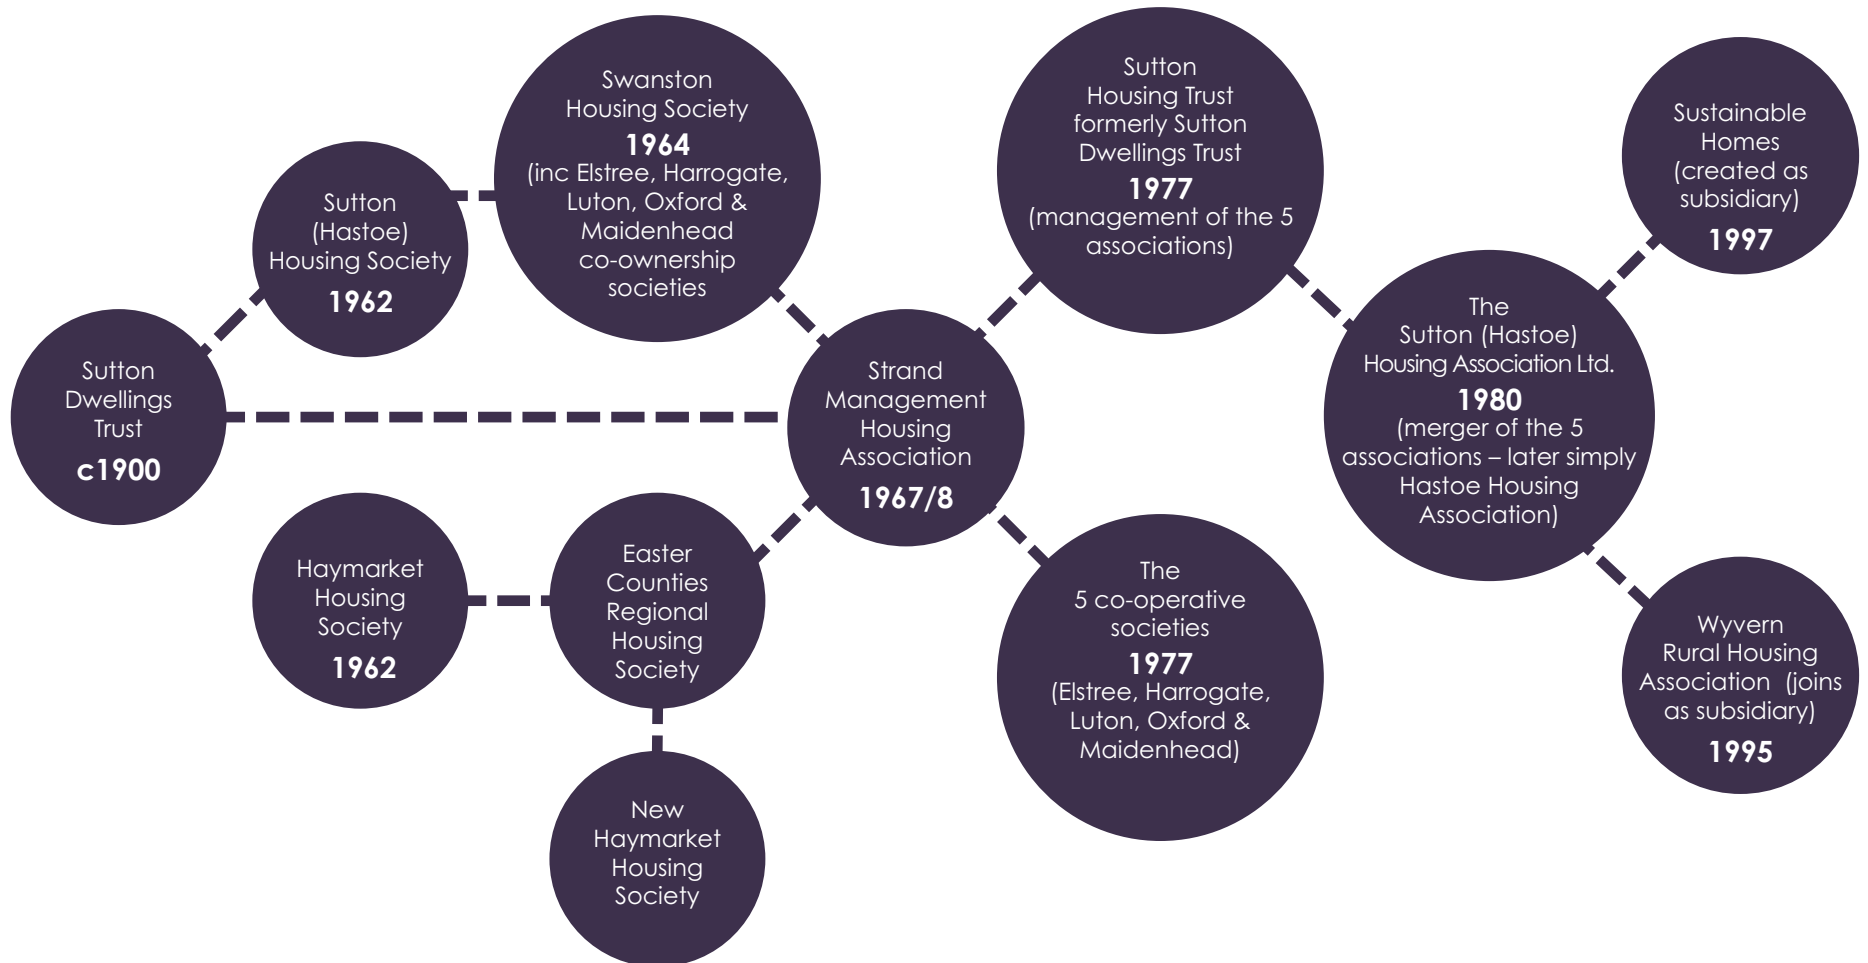 Sutton
Dwellings
Trust
c1900
Sutton
(Hastoe)
Housing Society
1962
Swanston
Housing Society
1964
(inc Elstree, Harrogate,
Luton, Oxford &
Maidenhead
co-ownership
societies
Haymarket
Housing
Society
1962
Easter
Counties
Regional
Housing
Society
New
Haymarket
Housing
Society
Strand
Management
Housing
Association
1967/8
Sutton
Housing Trust
formerly Sutton
Dwellings Trust
1977
(management of the 5
associations)
The
5 co-operative
societies
1977
(Elstree, Harrogate,
Luton, Oxford &
Maidenhead)
The
Sutton (Hastoe)
Housing Association Ltd.
1980
(merger of the 5
associations – later simply
Hastoe Housing
Association)
Sustainable
Homes
(created as
subsidiary)
1997
Wyvern
Rural Housing
Association (joins
as subsidiary)
1995